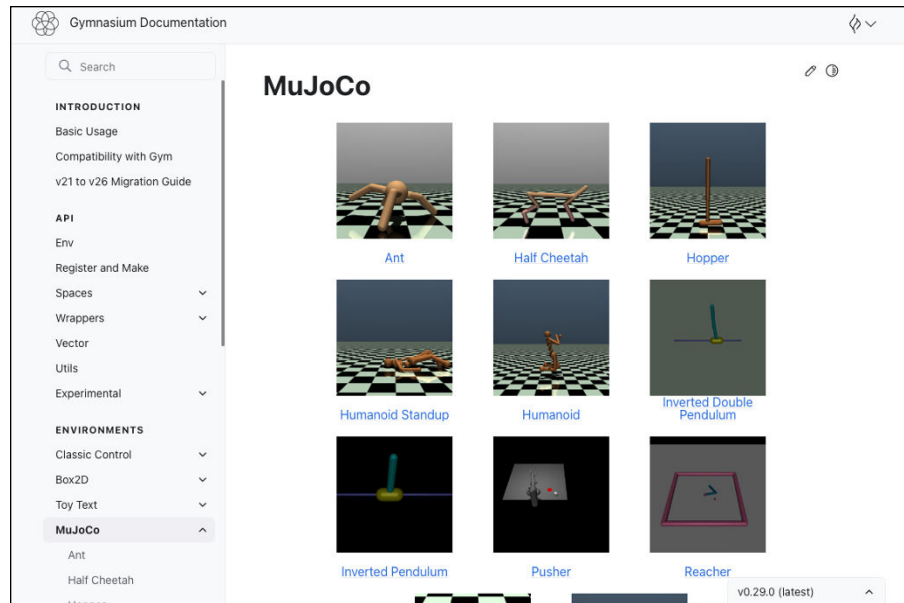 Gymnasium Documentation
Search
INTRODUCTION
Basic Usage
Compatibility with Gym
v21 to v26 Migration Guide
API
Env
Register and Make
Spaces
Wrappers
Vector
Utils
Experimental
ENVIRONMENTS
Classic Control
Box2D
Toy Text
MuJoCo
Ant
Half Cheetah
MuJoCo
Ant
Half Cheetah
Hopper
Humanoid Standup
Humanoid
Inverted Double
Pendulum
Inverted Pendulum
Pusher
Reacher
v0.29.0 (latest)